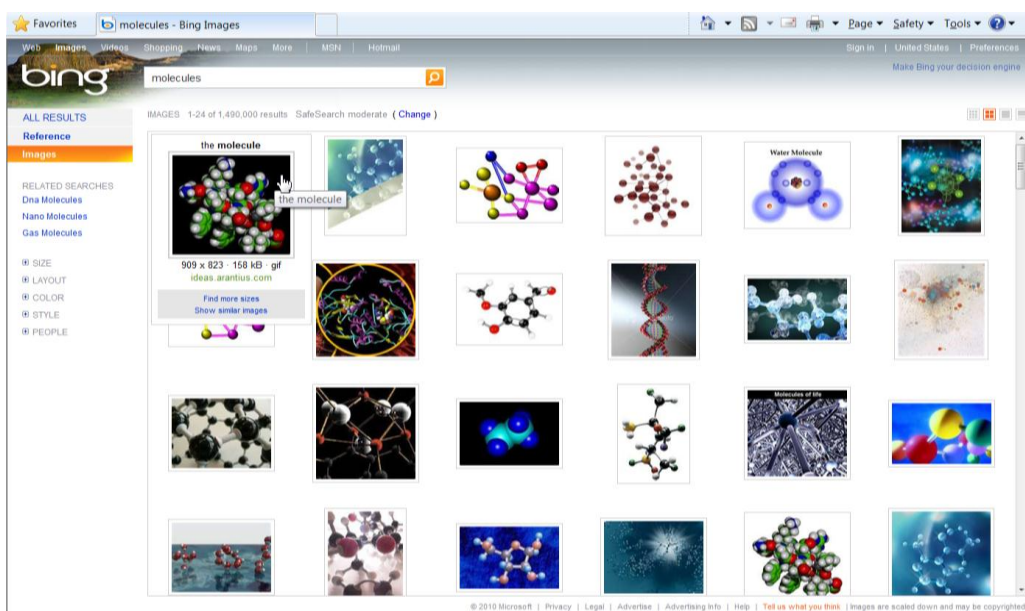 Favorites
molecules - Bing Images
Page
Safety
Tools
Web Images Videos Shopping News Maps More | MSN | Hotmail
Sign in | United States | Preferences
bing
molecules
Make Bing your decision engine
ALL RESULTS
Reference
Images
IMAGES 1-24 of 1,490,000 results SafeSearch moderate ( Change )
RELATED SEARCHES
Dna Molecules
Nano Molecules
Gas Molecules
SIZE
LAYOUT
COLOR
STYLE
PEOPLE
the molecule
the molecule
909 x 823 · 158 kB · gif
ideas.arantius.com
Find more sizes
Show similar images
Water Molecule
Molecules of life
© 2010 Microsoft | Privacy | Legal | Advertise | Advertising Info | Help | Tell us what you think | Images are scaled down and may be copyrighted